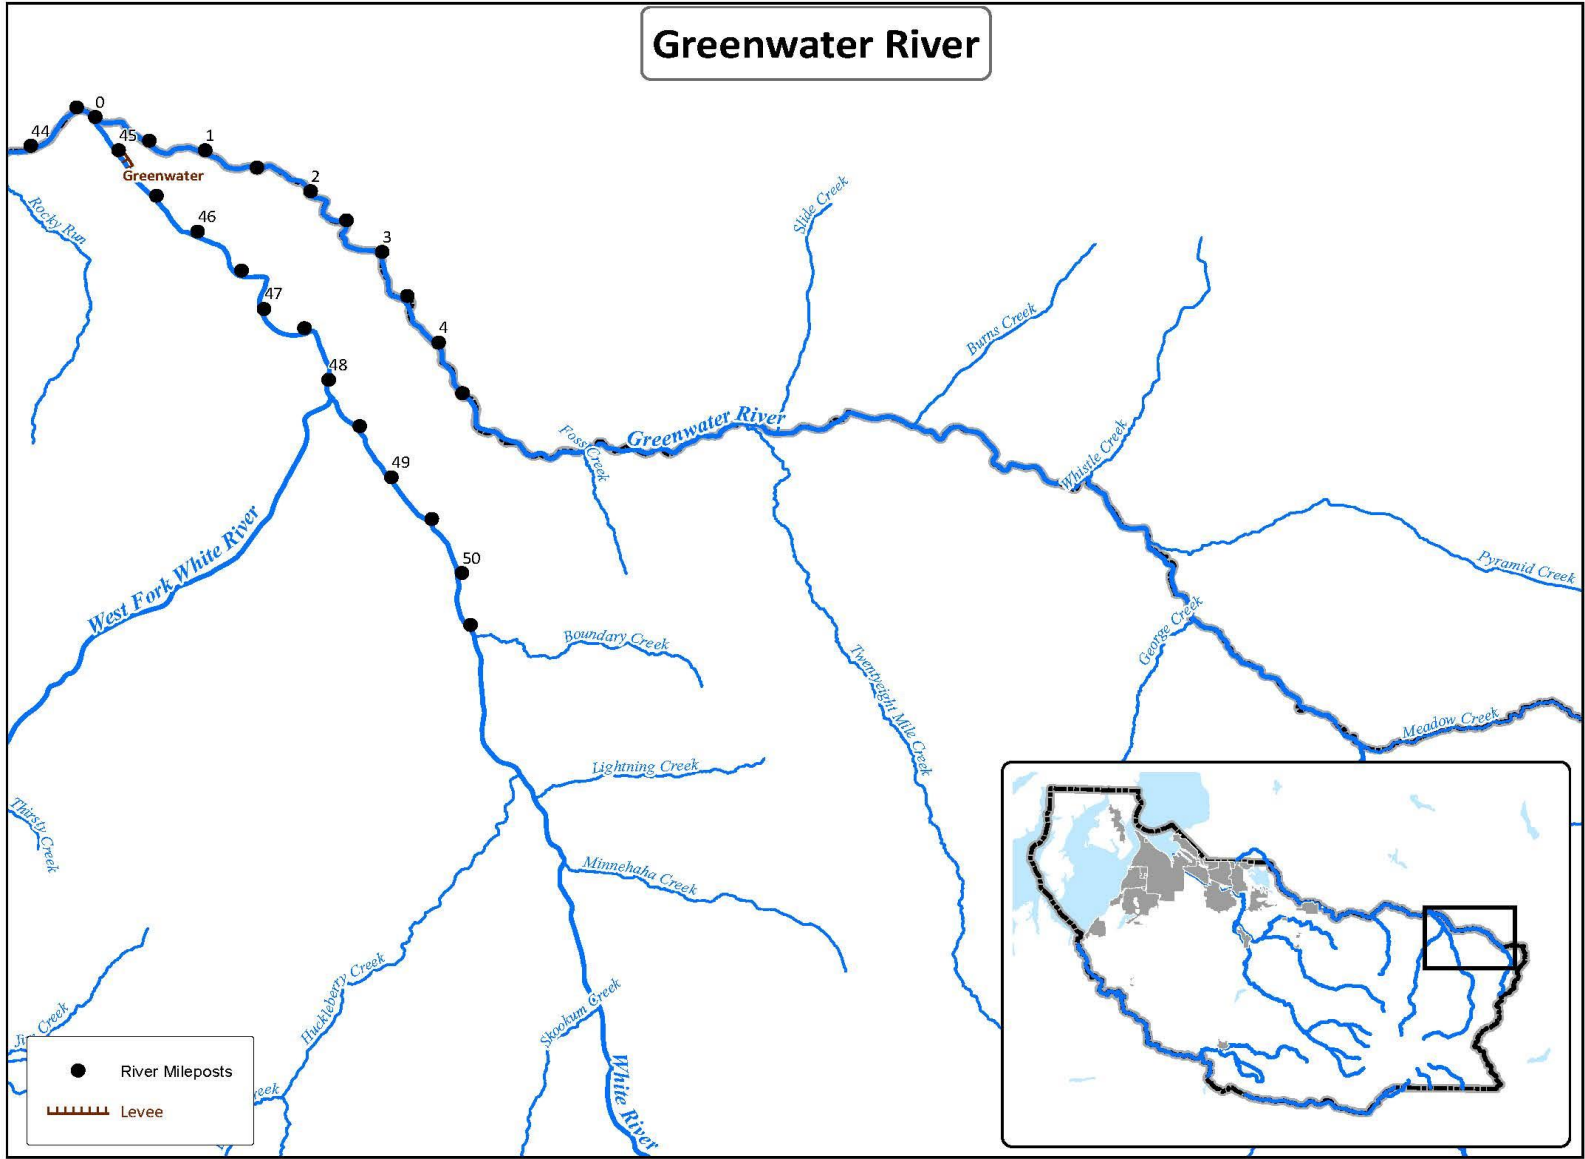 Greenwater River
0
44
45
1
Greenwater
2
Rocky Run
46
3
Slide Creek
47
4
Burns Creek
48
Greenwater River
Foss Creek
Whistle Creek
49
West Fork White River
50
Pyramid Creek
Boundary Creek
George Creek
Twentyeight Mile Creek
Meadow Creek
Lightning Creek
Thirsty Creek
Minnehaha Creek
Huckleberry Creek
Skookum Creek
Creek
White River
River Mileposts
Levee